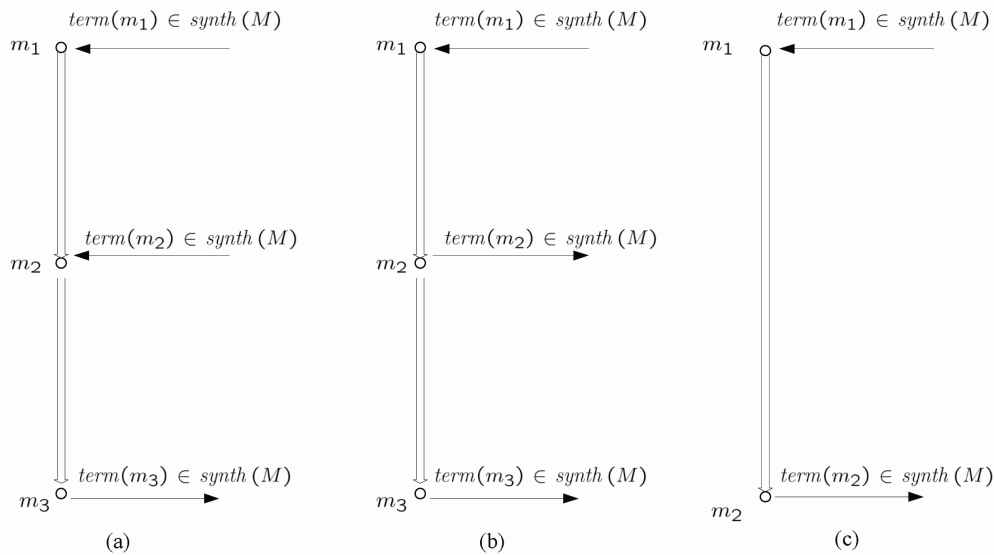 term(m₁) ∈ synth(M)
m₁
term(m₂) ∈ synth(M)
m₂
term(m₃) ∈ synth(M)
m₃
(a)
term(m₁) ∈ synth(M)
m₁
term(m₂) ∈ synth(M)
m₂
term(m₃) ∈ synth(M)
m₃
(b)
term(m₁) ∈ synth(M)
m₁
term(m₂) ∈ synth(M)
m₂
(c)